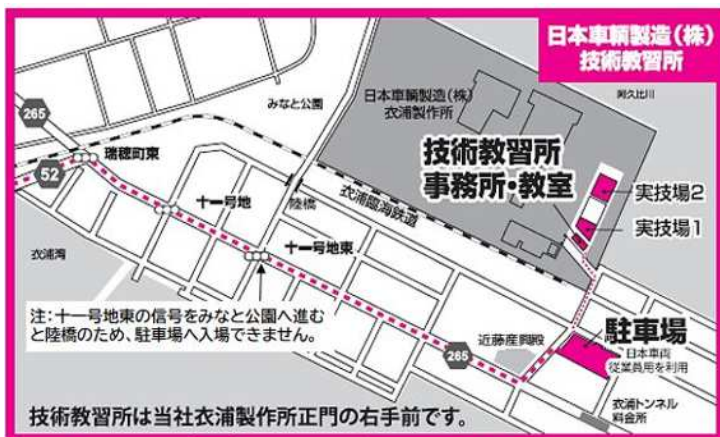 日本車輌製造(株)
技術教習所
阿久比川
みなと公園
日本車輌製造(株)
衣浦製作所
265
瑞穂町東
技術教習所
事務所・教室
52
実技場2
十一号地
陸橋
衣浦臨海鉄道
実技場1
衣浦湾
十一号地東
注:十一号地東の信号をみなと公園へ進む
と陸橋のため、駐車場へ入場できません。
近藤産興殿
駐車場
265
日本車両
従業員用を利用
衣浦トンネル
料金所
技術教習所は当社衣浦製作所正門の右手前です。